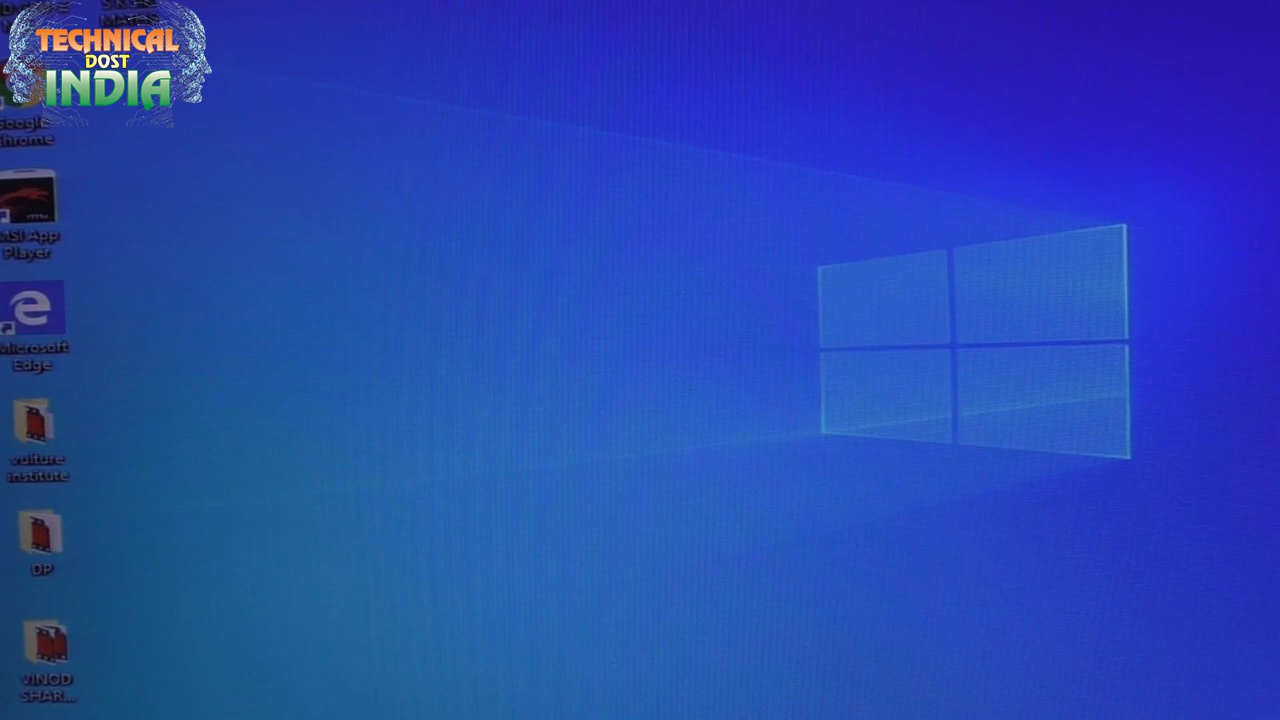 TECHNICAL
DOST
INDIA
Google
Chrome
MSI App
Player
Microsoft
Edge
vulture
institute
DP
VINOD
SHAR...